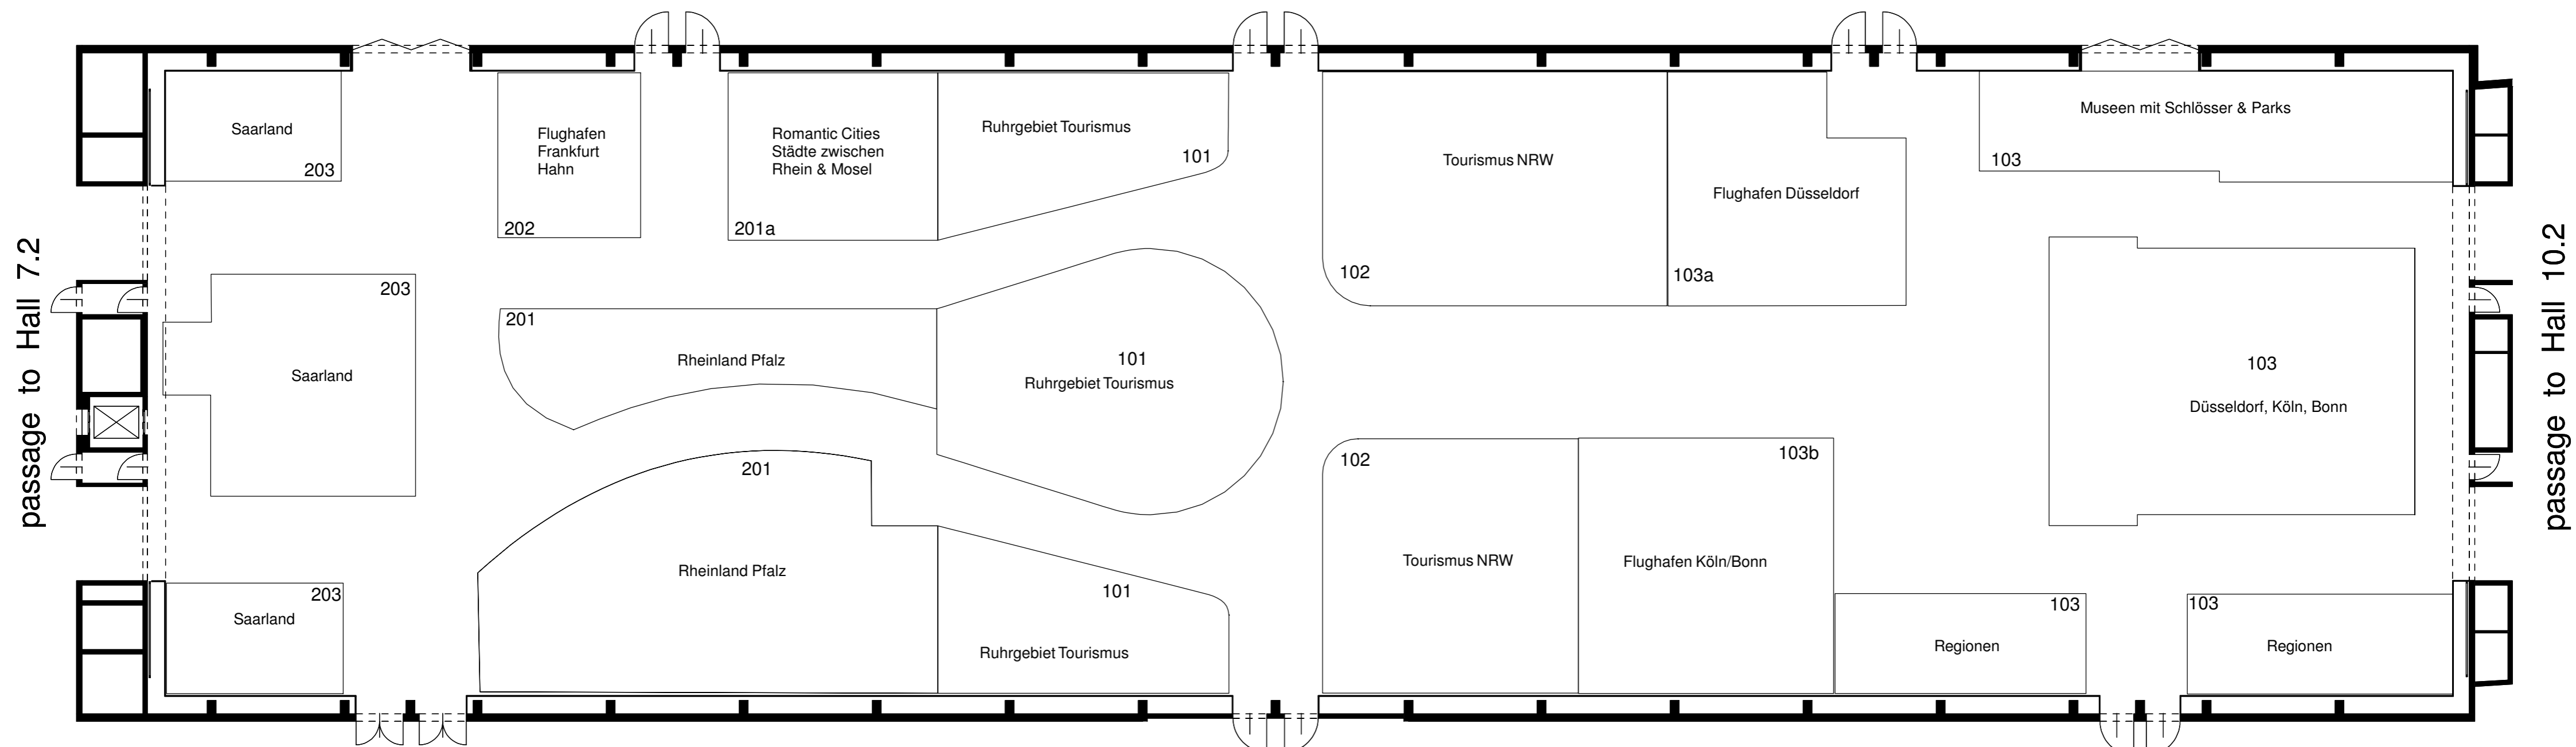 passage to Hall 7.2
Saarland
203
Flughafen
Frankfurt
Hahn
202
Romantic Cities
Städte zwischen
Rhein & Mosel
201a
Ruhrgebiet Tourismus
101
Tourismus NRW
102
Flughafen Düsseldorf
103a
Museen mit Schlösser & Parks
103
203
Saarland
201
Rheinland Pfalz
101
Ruhrgebiet Tourismus
103
Düsseldorf, Köln, Bonn
203
Saarland
201
Rheinland Pfalz
101
Ruhrgebiet Tourismus
102
Tourismus NRW
103b
Flughafen Köln/Bonn
103
Regionen
103
Regionen
passage to Hall 10.2